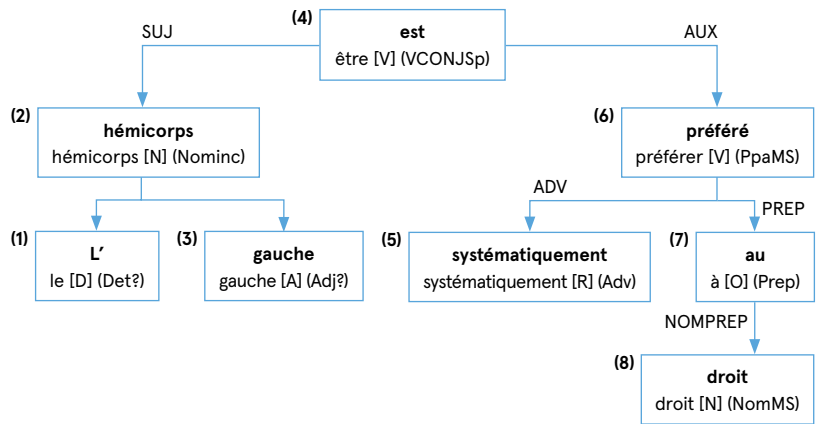 (4)
est
être [V] (VCONJSp)
SUJ
AUX
(2)
hémicorps
hémicorps [N] (Nominc)
(6)
préféré
préférer [V] (PpaMS)
ADV
PREP
(1)
L’
le [D] (Det?)
(3)
gauche
gauche [A] (Adj?)
(5)
systématiquement
systématiquement [R] (Adv)
(7)
au
à [O] (Prep)
NOMPREP
(8)
droit
droit [N] (NomMS)